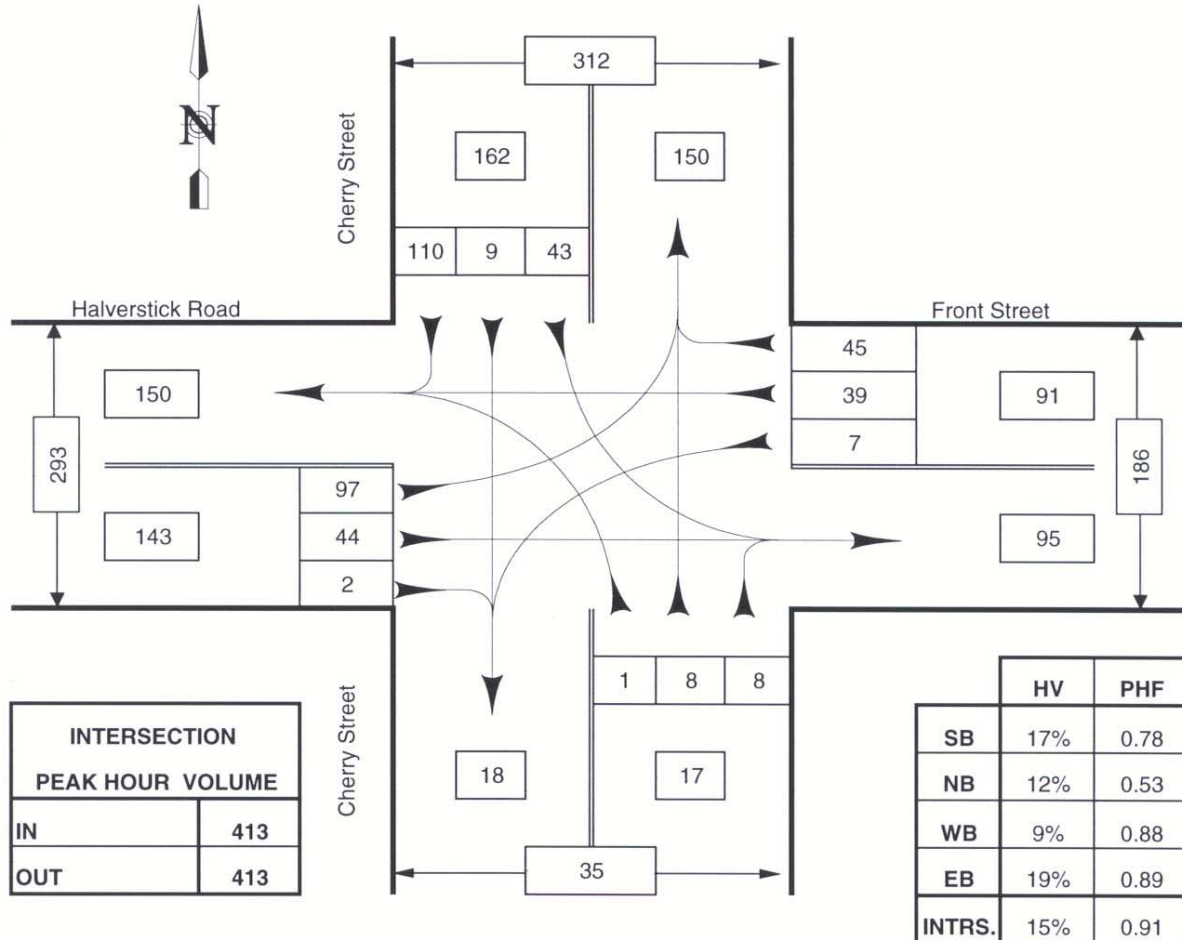 312
N
Cherry Street
162
150
110 9 43
Halverstick Road
Front Street
45
150
39
91
7
293
186
97
143
44
95
2
1 8 8
INTERSECTION
PEAK HOUR VOLUME
IN 413
OUT 413
Cherry Street
18
17
35
HV PHF
SB 17% 0.78
NB 12% 0.53
WB 9% 0.88
EB 19% 0.89
INTRS. 15% 0.91